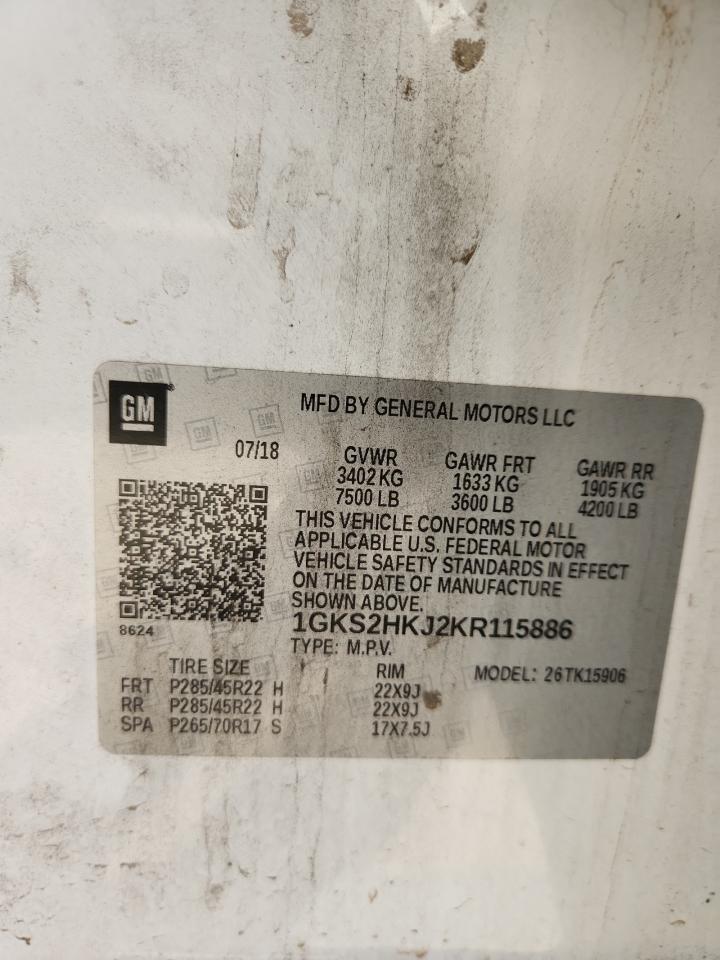 GM
MFD BY GENERAL MOTORS LLC
07/18
GVWR GAWR FRT GAWR RR
3402 KG 1633 KG 1905 KG
7500 LB 3600 LB 4200 LB
THIS VEHICLE CONFORMS TO ALL
APPLICABLE U.S. FEDERAL MOTOR
VEHICLE SAFETY STANDARDS IN EFFECT
ON THE DATE OF MANUFACTURE
SHOWN ABOVE.
8624
1GKS2HKJ2KR115886
TYPE: M.P.V.
TIRE SIZE RIM MODEL: 26TK15906
FRT P285/45R22 H 22X9J
RR P285/45R22 H 22X9J
SPA P265/70R17 S 17X7.5J